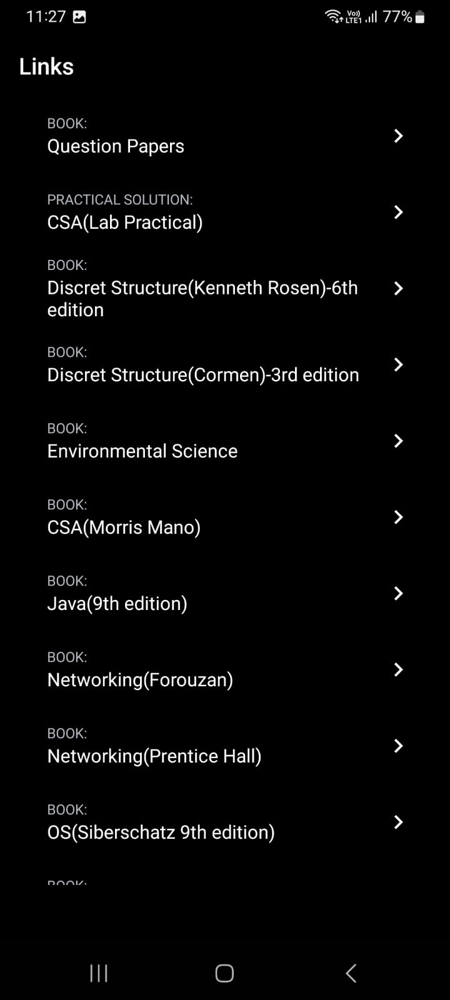 11:27
Vo)) LTE1 77%
Links
BOOK:
Question Papers
PRACTICAL SOLUTION:
CSA(Lab Practical)
BOOK:
Discret Structure(Kenneth Rosen)-6th
edition
BOOK:
Discret Structure(Cormen)-3rd edition
BOOK:
Environmental Science
BOOK:
CSA(Morris Mano)
BOOK:
Java(9th edition)
BOOK:
Networking(Forouzan)
BOOK:
Networking(Prentice Hall)
BOOK:
OS(Siberschatz 9th edition)
BOOK: